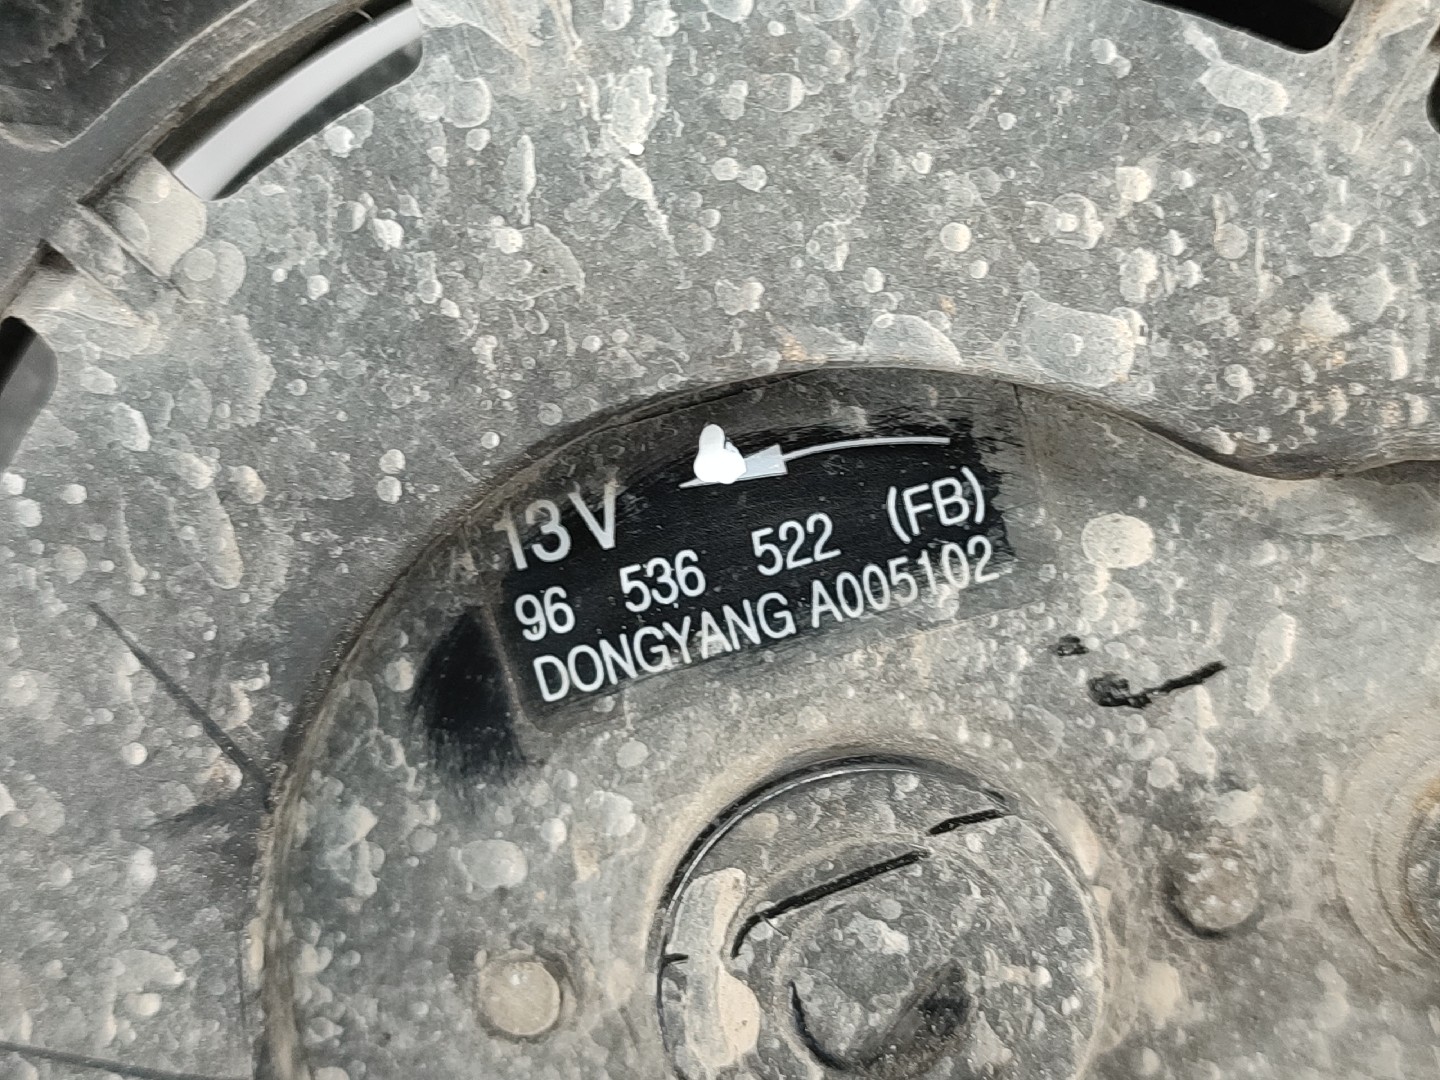 13V
96 536 522 (FB)
DONGYANG A005102